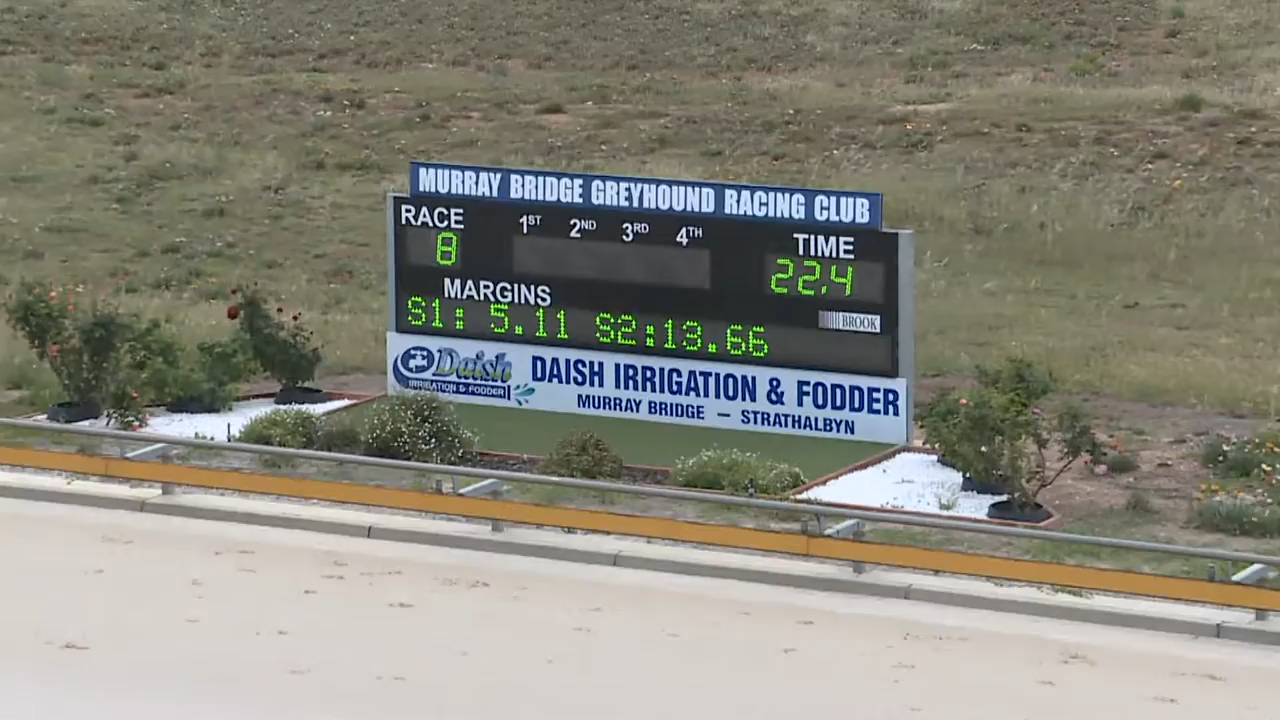 MURRAY BRIDGE GREYHOUND RACING CLUB
RACE 1ST 2ND 3RD 4TH TIME
8 22.4
MARGINS
S1: 5.11 S2:13.66
BROOK
Daish
IRRIGATION & FODDER
DAISH IRRIGATION & FODDER
MURRAY BRIDGE – STRATHALBYN